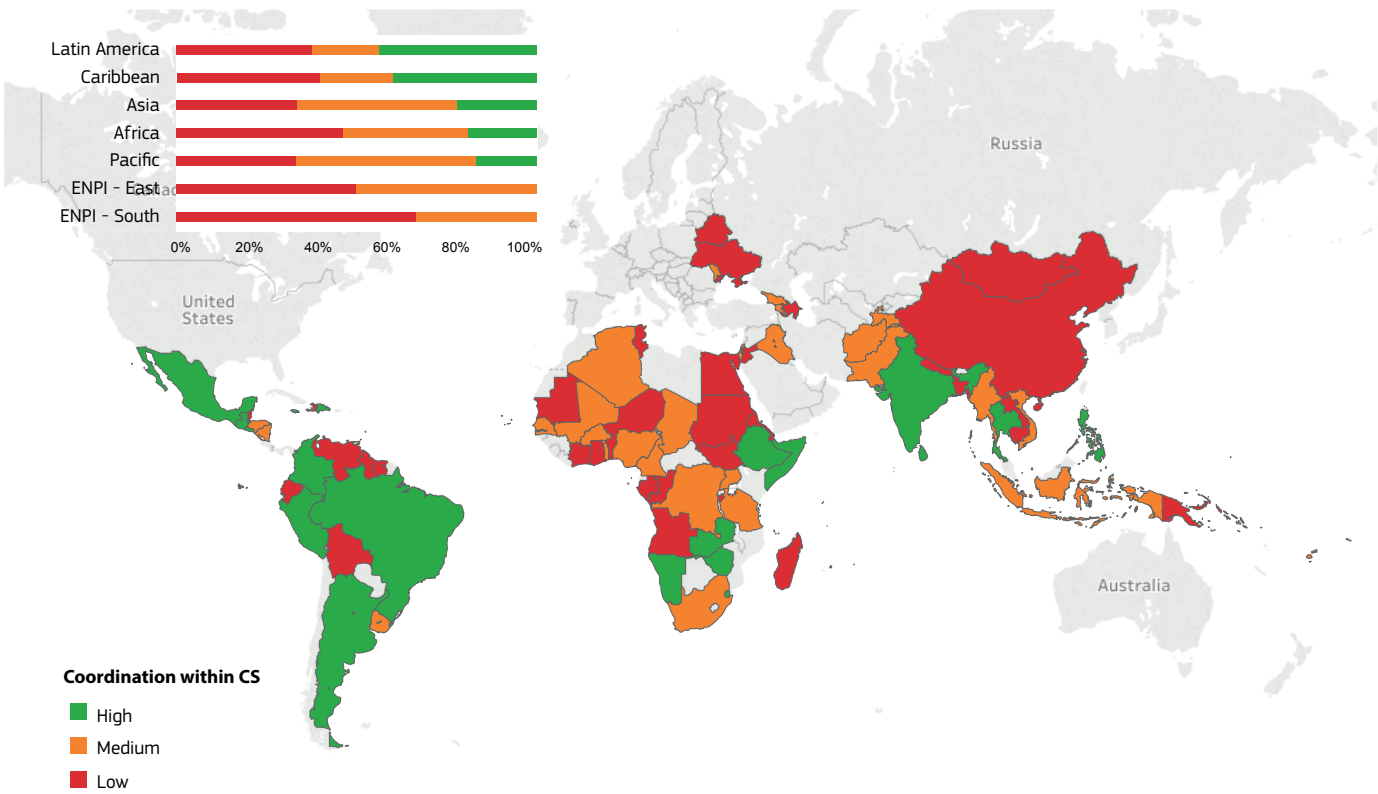 Latin America
Caribbean
Asia
Africa
Pacific
ENPI - East
ENPI - South
0% 20% 40% 60% 80% 100%
Canada
Russia
United
States
Australia
Coordination within CS
High
Medium
Low